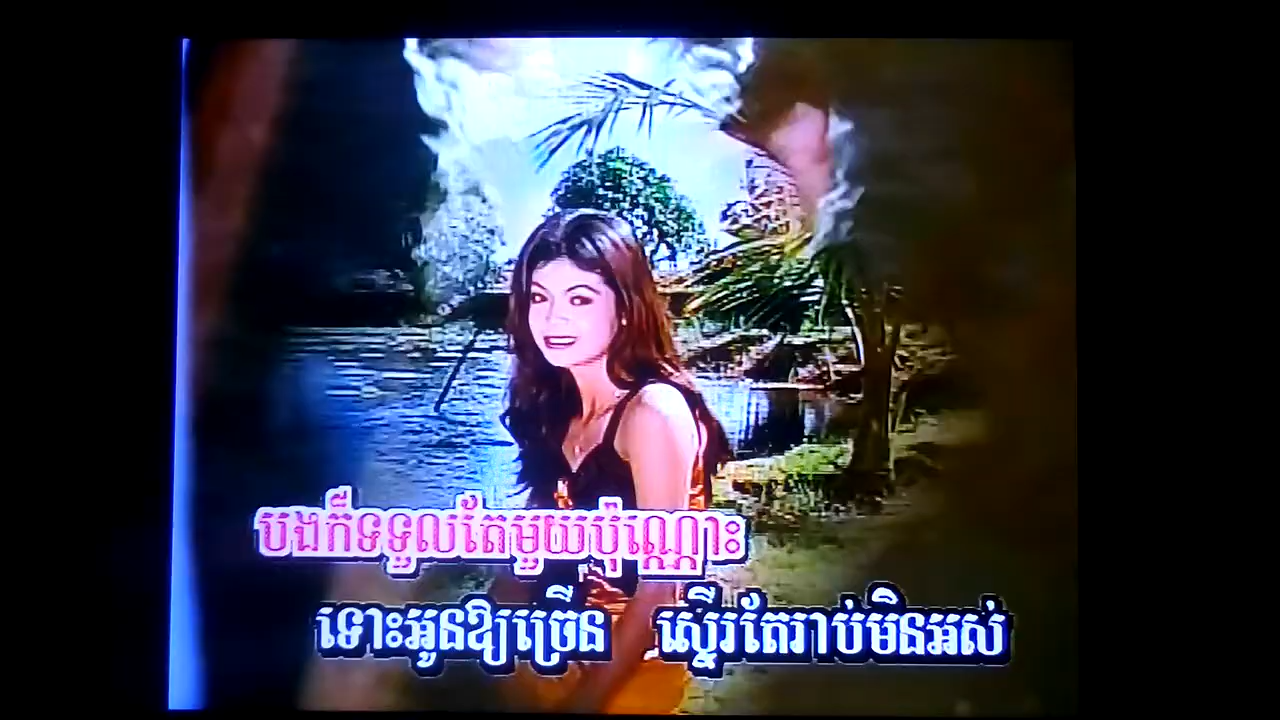 បងក៏ទទួលតែមួយប៉ុណ្ណោះ
ទោះអូនឱ្យច្រើន ស្ទើរតែរាប់មិនអស់